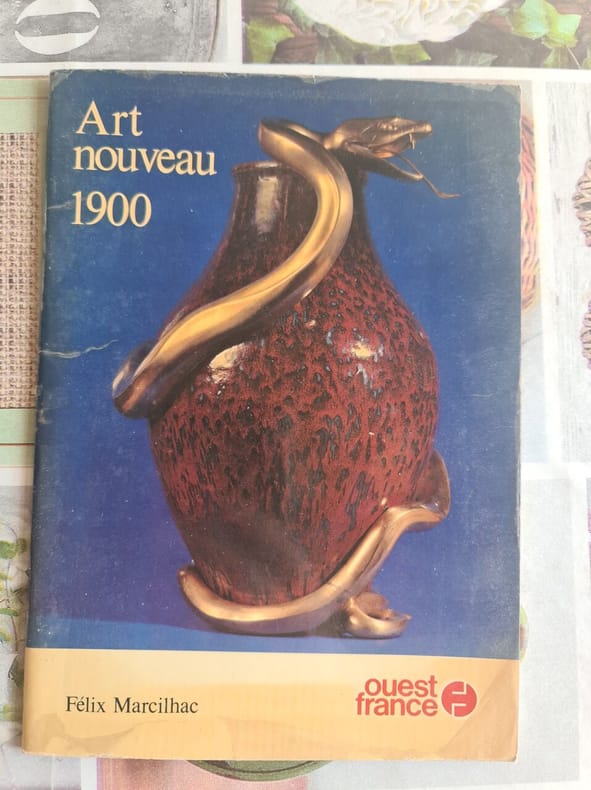 Art
nouveau
1900
Félix Marcilhac
ouest
france